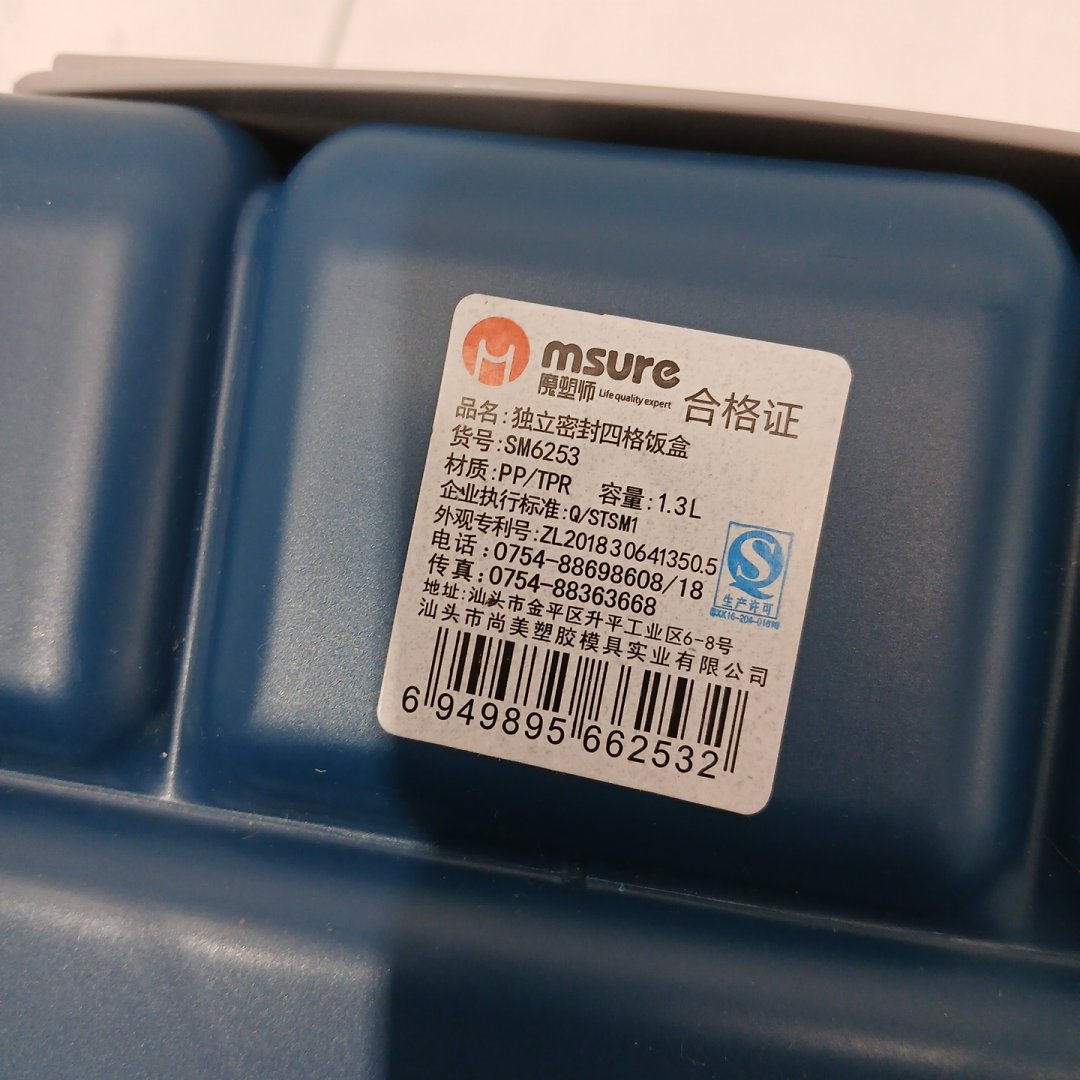 msure
魔塑师 Life quality expert
合格证
品名:独立密封四格饭盒
货号:SM6253
材质:PP/TPR 容量:1.3L
企业执行标准:Q/STSM1
外观专利号:ZL201830641350.5
电话:0754-88698608/18
传真:0754-88363668
地址:汕头市金平区升平工业区6-8号
汕头市尚美塑胶模具实业有限公司
生产许可
6 949895 662532